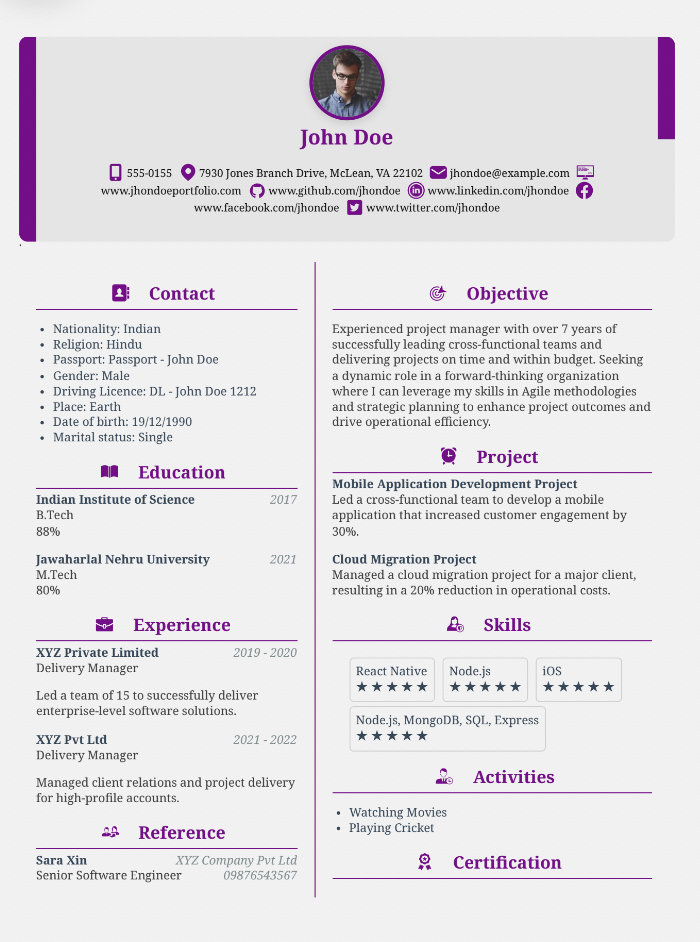 John Doe
555-0155 7930 Jones Branch Drive, McLean, VA 22102 jhondoe@example.com
www.jhondoeportfolio.com www.github.com/jhondoe www.linkedin.com/jhondoe
www.facebook.com/jhondoe www.twitter.com/jhondoe
.
Contact
• Nationality: Indian
• Religion: Hindu
• Passport: Passport - John Doe
• Gender: Male
• Driving Licence: DL - John Doe 1212
• Place: Earth
• Date of birth: 19/12/1990
• Marital status: Single
Education
Indian Institute of Science 2017
B.Tech
88%
Jawaharlal Nehru University 2021
M.Tech
80%
Experience
XYZ Private Limited 2019 - 2020
Delivery Manager
Led a team of 15 to successfully deliver
enterprise-level software solutions.
XYZ Pvt Ltd 2021 - 2022
Delivery Manager
Managed client relations and project delivery
for high-profile accounts.
Reference
Sara Xin XYZ Company Pvt Ltd
Senior Software Engineer 09876543567
Objective
Experienced project manager with over 7 years of
successfully leading cross-functional teams and
delivering projects on time and within budget. Seeking
a dynamic role in a forward-thinking organization
where I can leverage my skills in Agile methodologies
and strategic planning to enhance project outcomes and
drive operational efficiency.
Project
Mobile Application Development Project
Led a cross-functional team to develop a mobile
application that increased customer engagement by
30%.
Cloud Migration Project
Managed a cloud migration project for a major client,
resulting in a 20% reduction in operational costs.
Skills
React Native Node.js iOS
★★★★★ ★★★★★ ★★★★★
Node.js, MongoDB, SQL, Express
★★★★★
Activities
• Watching Movies
• Playing Cricket
Certification